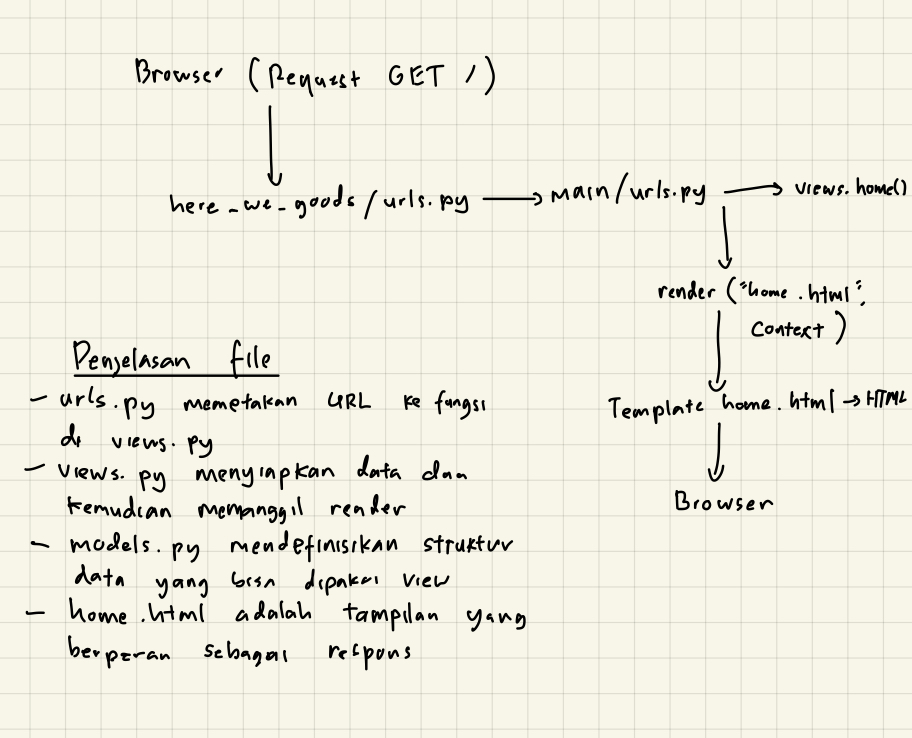 Browser (Request GET /)
here_we_goods/urls.py → main/urls.py → views.home()
render ("home.html",
Context)
Template home.html → HTML
Browser
Penjelasan file
- urls.py memetakan URL ke fungsi
di views.py
- views.py menyiapkan data dan
kemudian memanggil render
- models.py mendefinisikan struktur
data yang bisa dipakai view
- home.html adalah tampilan yang
berperan sebagai respons